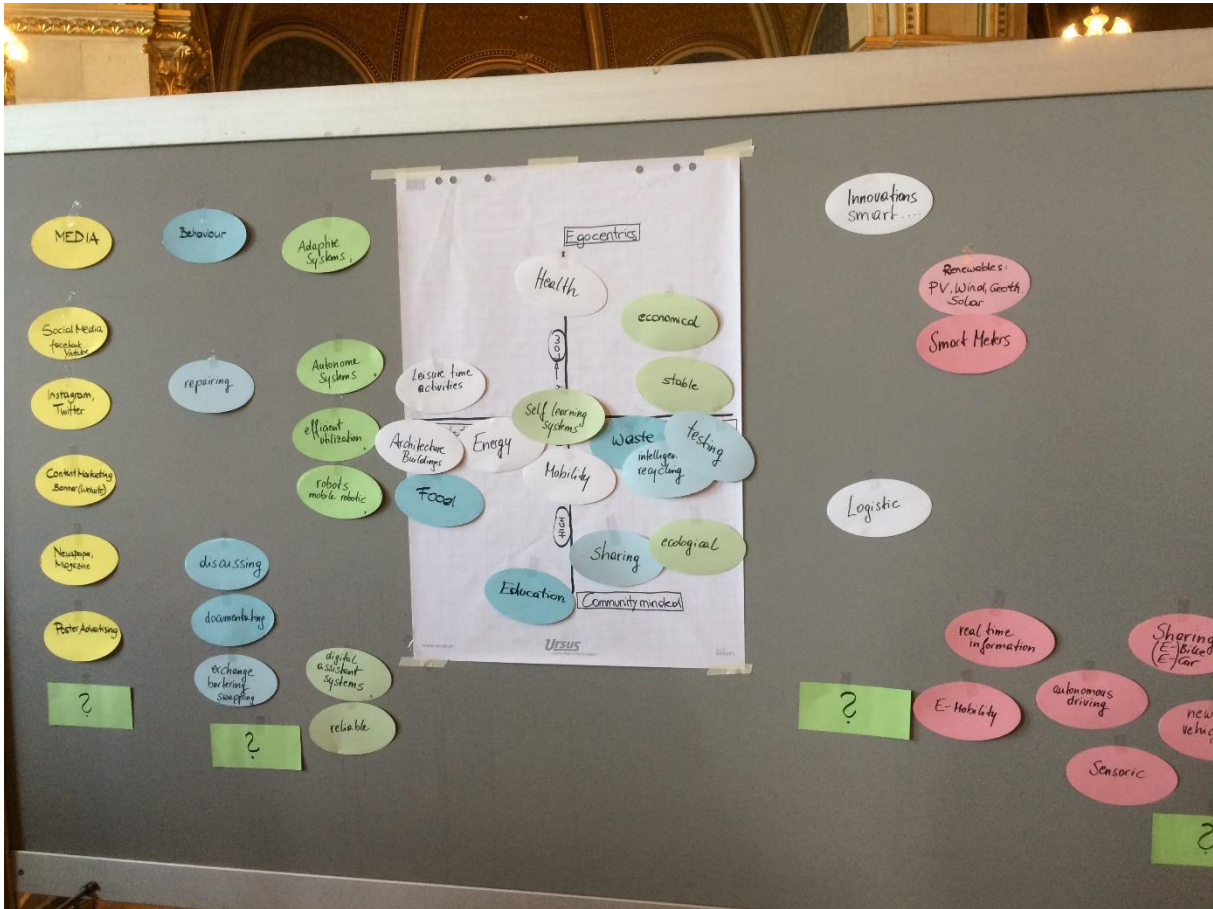 MEDIA
Social Media
facebook
Youtube
Instagram,
Twitter
Content Marketing
Banner (Website)
Newspaper,
Magazine
Poster Advertising
?
Behaviour
repairing
discussing
documentating
exchange
bartering
swapping
?
Adaptive
Systems,
Autonome
Systems,
efficient
utilization,
robots
mobile robotic
digital
assistant
systems,
reliable
Egocentrics
Health
economical
Leisure time
activities
stable
Self learning
systems
Architecture
Buildings
Energy
Waste
testing
intelligen.
recycling
Mobility
Food
HIGH
Sharing
ecological
Education
Community minded
Ursus
Innovations
smart....
Renewables:
PV, Wind, Geoth.
Solar
Smart Meters
Logistic
real time
information
Sharing
(E-) Bike
(E-) Car
?
E-Mobility
autonomous
driving
new
Sensoric
?